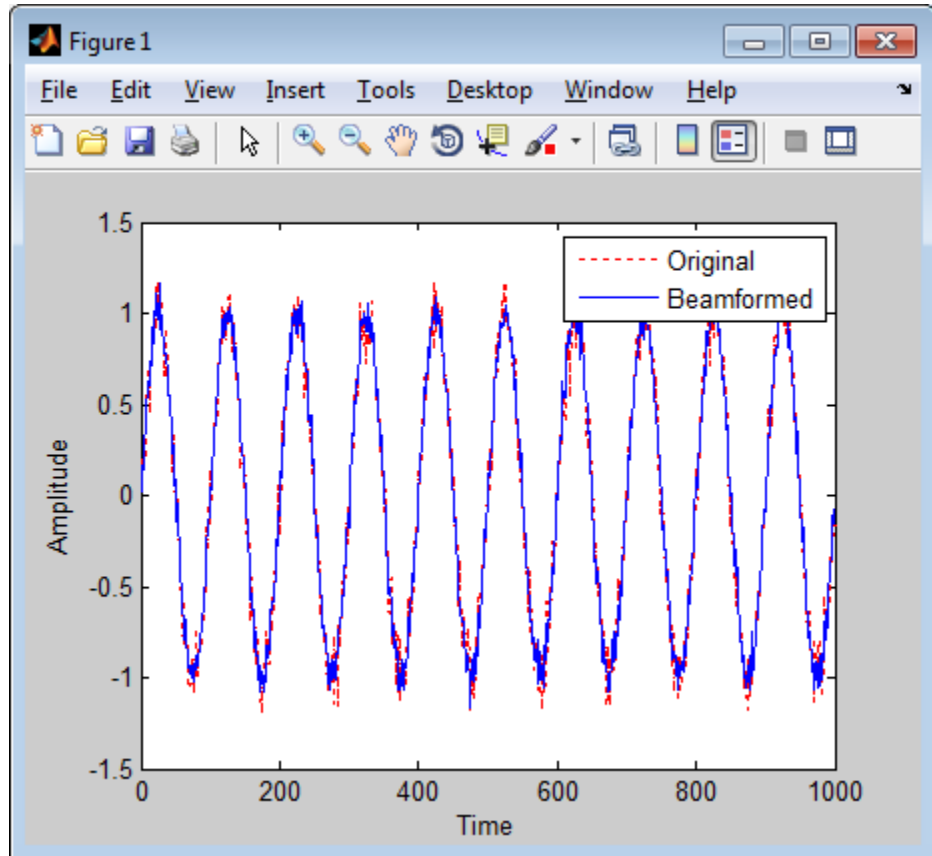 Figure 1
File Edit View Insert Tools Desktop Window Help
1.5
1
0.5
0
-0.5
-1
-1.5
Amplitude
Original
Beamformed
0 200 400 600 800 1000
Time